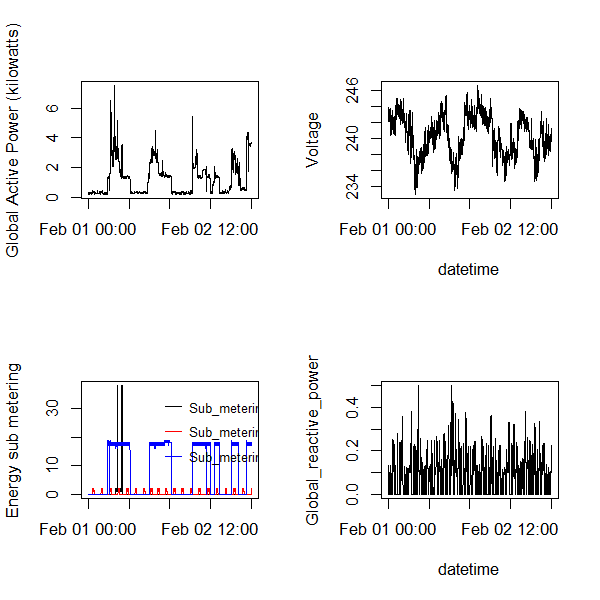 Global Active Power (kilowatts)
0 2 4 6
Feb 01 00:00 Feb 02 12:00
Voltage
234 240 246
Feb 01 00:00 Feb 02 12:00
datetime
Energy sub metering
0 10 30
Sub_meterin
Sub_meterin
Sub_meterin
Feb 01 00:00 Feb 02 12:00
Global_reactive_power
0.0 0.2 0.4
Feb 01 00:00 Feb 02 12:00
datetime